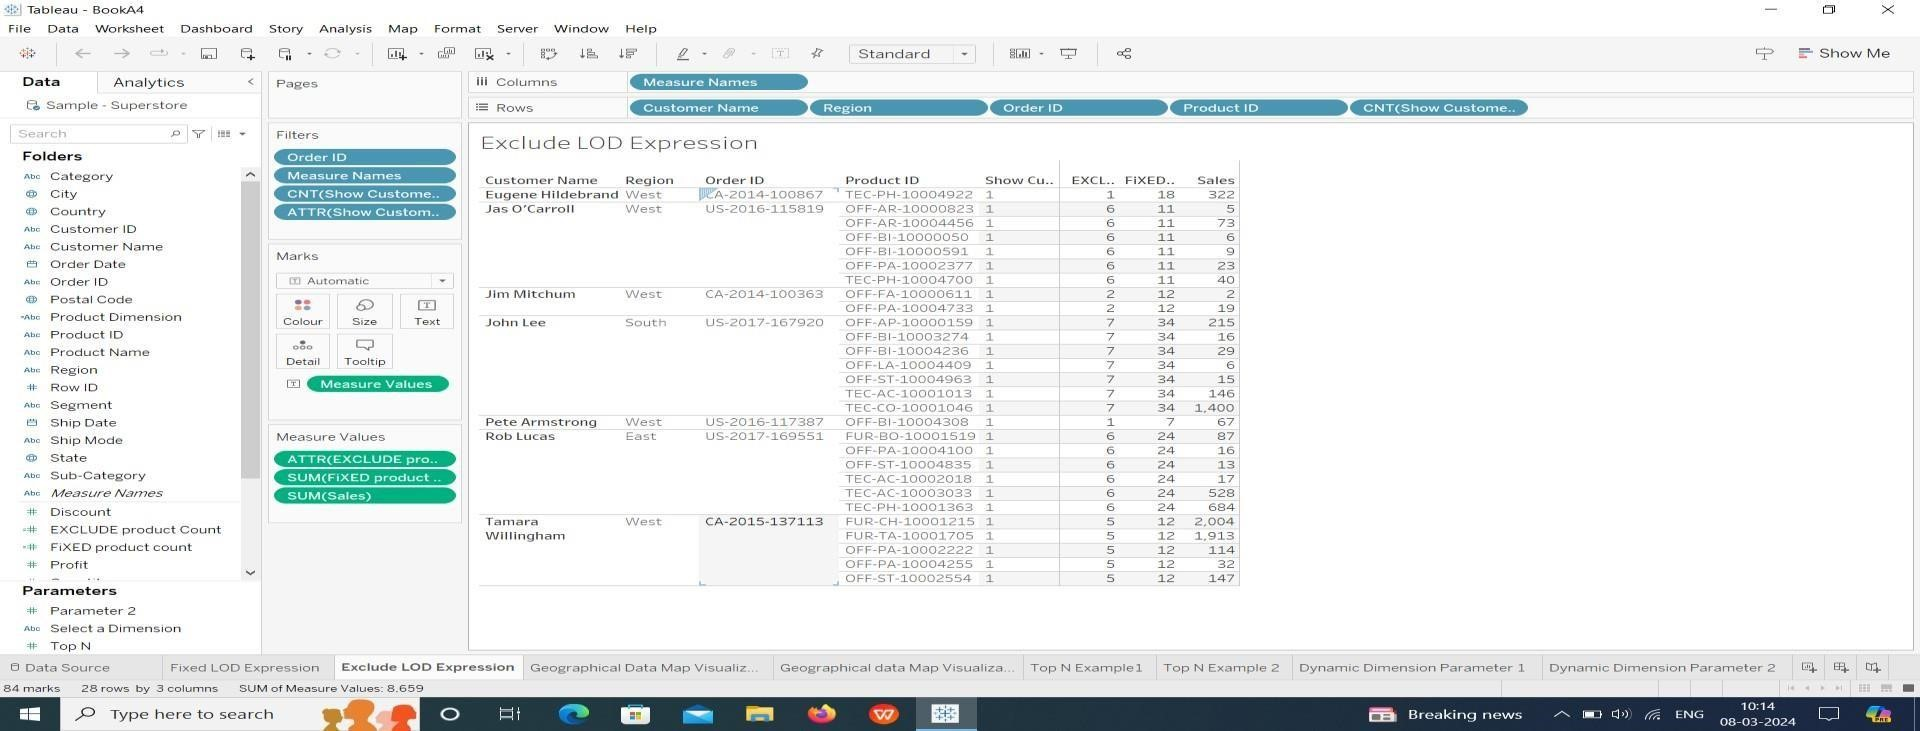 Tableau - BookA4
File Data Worksheet Dashboard Story Analysis Map Format Server Window Help
Standard
Show Me
Data Analytics
Sample - Superstore
Search
Folders
Abc Category
City
Country
Abc Customer ID
Abc Customer Name
Order Date
Abc Order ID
Postal Code
=Abc Product Dimension
Abc Product ID
Abc Product Name
Abc Region
# Row ID
Abc Segment
Ship Date
Abc Ship Mode
State
Abc Sub-Category
Abc Measure Names
# Discount
=# EXCLUDE product Count
=# FiXED product count
# Profit
Parameters
# Parameter 2
Abc Select a Dimension
# Top N
Pages
Filters
Order ID
Measure Names
CNT(Show Custome..
ATTR(Show Custom..
Marks
Automatic
Colour Size Text
Detail Tooltip
Measure Values
Measure Values
ATTR(EXCLUDE pro..
SUM(FiXED product ..
SUM(Sales)
Columns Measure Names
Rows Customer Name Region Order ID Product ID CNT(Show Custome..
Exclude LOD Expression
Customer Name Region Order ID Product ID Show Cu.. EXCL.. FiXED.. Sales
Eugene Hildebrand West CA-2014-100867 TEC-PH-10004922 1 1 18 322
Jas O'Carroll West US-2016-115819 OFF-AR-10000823 1 6 11 5
OFF-AR-10004456 1 6 11 73
OFF-BI-10000050 1 6 11 6
OFF-BI-10000591 1 6 11 9
OFF-PA-10002377 1 6 11 23
TEC-PH-10004700 1 6 11 40
Jim Mitchum West CA-2014-100363 OFF-FA-10000611 1 2 12 2
OFF-PA-10004733 1 2 12 19
John Lee South US-2017-167920 OFF-AP-10000159 1 7 34 215
OFF-BI-10003274 1 7 34 16
OFF-BI-10004236 1 7 34 29
OFF-LA-10004409 1 7 34 6
OFF-ST-10004963 1 7 34 15
TEC-AC-10001013 1 7 34 146
TEC-CO-10001046 1 7 34 1,400
Pete Armstrong West US-2016-117387 OFF-BI-10004308 1 1 7 67
Rob Lucas East US-2017-169551 FUR-BO-10001519 1 6 24 87
OFF-PA-10004100 1 6 24 16
OFF-ST-10004835 1 6 24 13
TEC-AC-10002018 1 6 24 17
TEC-AC-10003033 1 6 24 528
TEC-PH-10001363 1 6 24 684
Tamara West CA-2015-137113 FUR-CH-10001215 1 5 12 2,004
Willingham FUR-TA-10001705 1 5 12 1,913
OFF-PA-10002222 1 5 12 114
OFF-PA-10004255 1 5 12 32
OFF-ST-10002554 1 5 12 147
Data Source Fixed LOD Expression Exclude LOD Expression Geographical Data Map Visualiz... Geographical data Map Visualiza... Top N Example1 Top N Example 2 Dynamic Dimension Parameter 1 Dynamic Dimension Parameter 2
84 marks 28 rows by 3 columns SUM of Measure Values: 8,659
Type here to search
Breaking news
ENG
10:14
08-03-2024